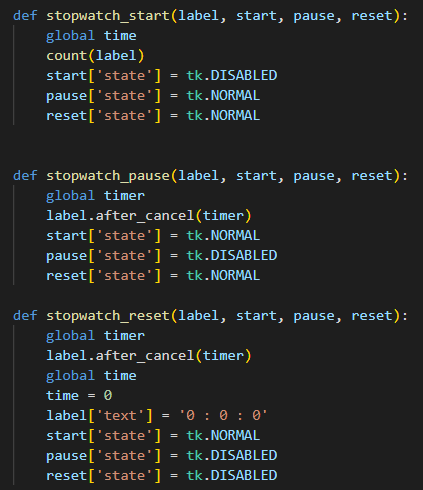 def stopwatch_start(label, start, pause, reset):
    global time
    count(label)
    start['state'] = tk.DISABLED
    pause['state'] = tk.NORMAL
    reset['state'] = tk.NORMAL


def stopwatch_pause(label, start, pause, reset):
    global timer
    label.after_cancel(timer)
    start['state'] = tk.NORMAL
    pause['state'] = tk.DISABLED
    reset['state'] = tk.NORMAL

def stopwatch_reset(label, start, pause, reset):
    global timer
    label.after_cancel(timer)
    global time
    time = 0
    label['text'] = '0 : 0 : 0'
    start['state'] = tk.NORMAL
    pause['state'] = tk.DISABLED
    reset['state'] = tk.DISABLED